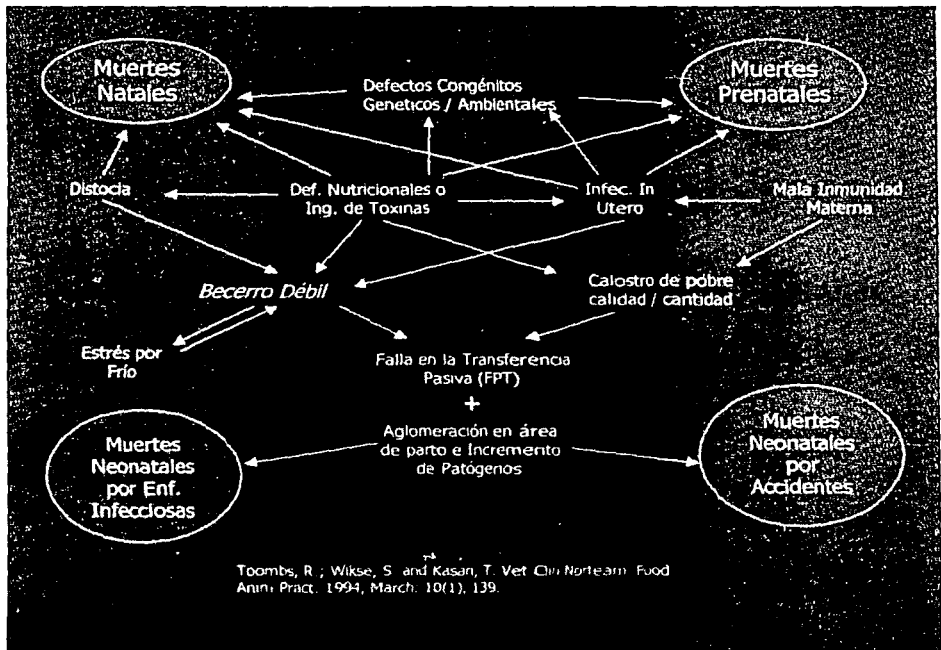 Muertes
Natales
Defectos Congénitos
Geneticos / Ambientales
Muertes
Prenatales
Distocia
Def. Nutricionales o
Ing. de Toxinas
Infec. In
Utero
Mala Inmunidad
Materna
Becerro Débil
Calostro de pobre
calidad / cantidad
Estrés por
Frío
Falla en la Transferencia
Pasiva (FPT)
+
Aglomeración en área
de parto e Incremento
de Patógenos
Muertes
Neonatales
por Enf.
Infecciosas
Muertes
Neonatales
por
Accidentes
Toombs, R.; Wikse, S. and Kasari, T. Vet Clin Northam Food
Anim Pract. 1994, March: 10(1), 139.